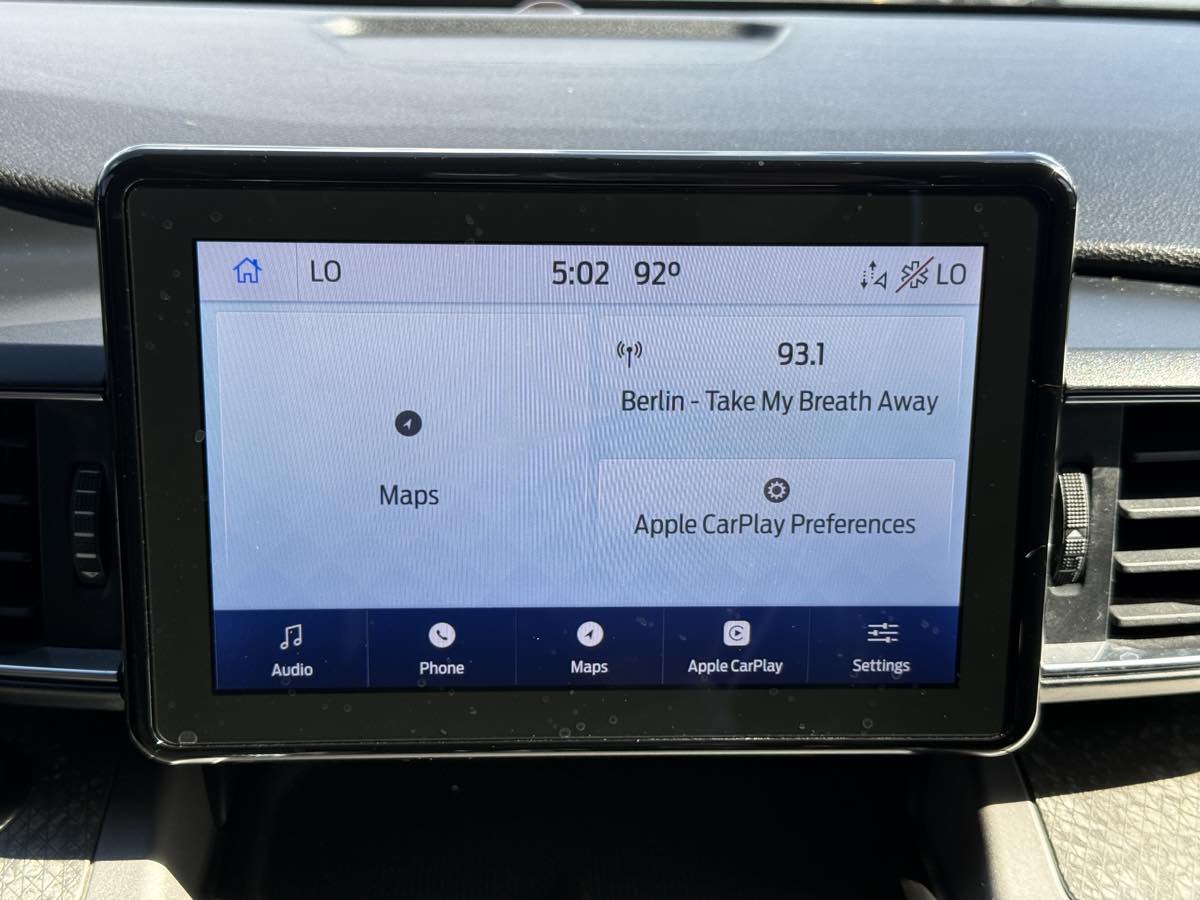 LO 5:02 92° LO
93.1
Berlin - Take My Breath Away
Maps
Apple CarPlay Preferences
Audio Phone Maps Apple CarPlay Settings